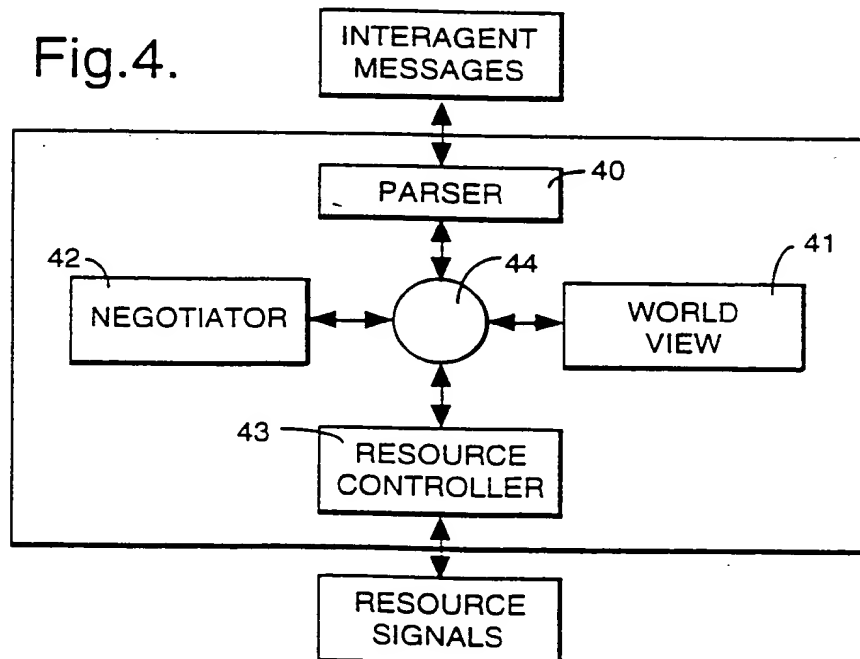 Fig.4.
INTERAGENT
MESSAGES
PARSER
40
42
44
41
NEGOTIATOR
WORLD
VIEW
43
RESOURCE
CONTROLLER
RESOURCE
SIGNALS